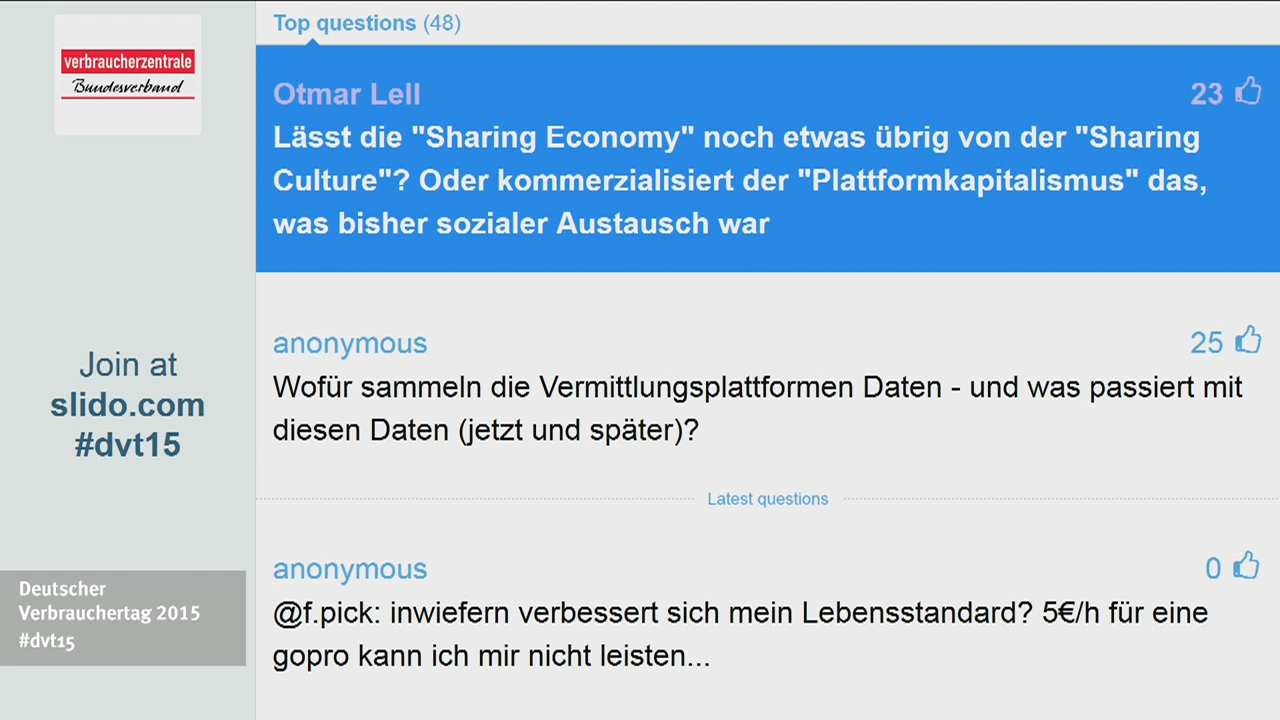 verbraucherzentrale
Bundesverband
Join at
slido.com
#dvt15
Deutscher
Verbrauchertag 2015
#dvt15
Top questions (48)
Otmar Lell 23
Lässt die "Sharing Economy" noch etwas übrig von der "Sharing
Culture"? Oder kommerzialisiert der "Plattformkapitalismus" das,
was bisher sozialer Austausch war
anonymous 25
Wofür sammeln die Vermittlungsplattformen Daten - und was passiert mit
diesen Daten (jetzt und später)?
Latest questions
anonymous 0
@f.pick: inwiefern verbessert sich mein Lebensstandard? 5€/h für eine
gopro kann ich mir nicht leisten...